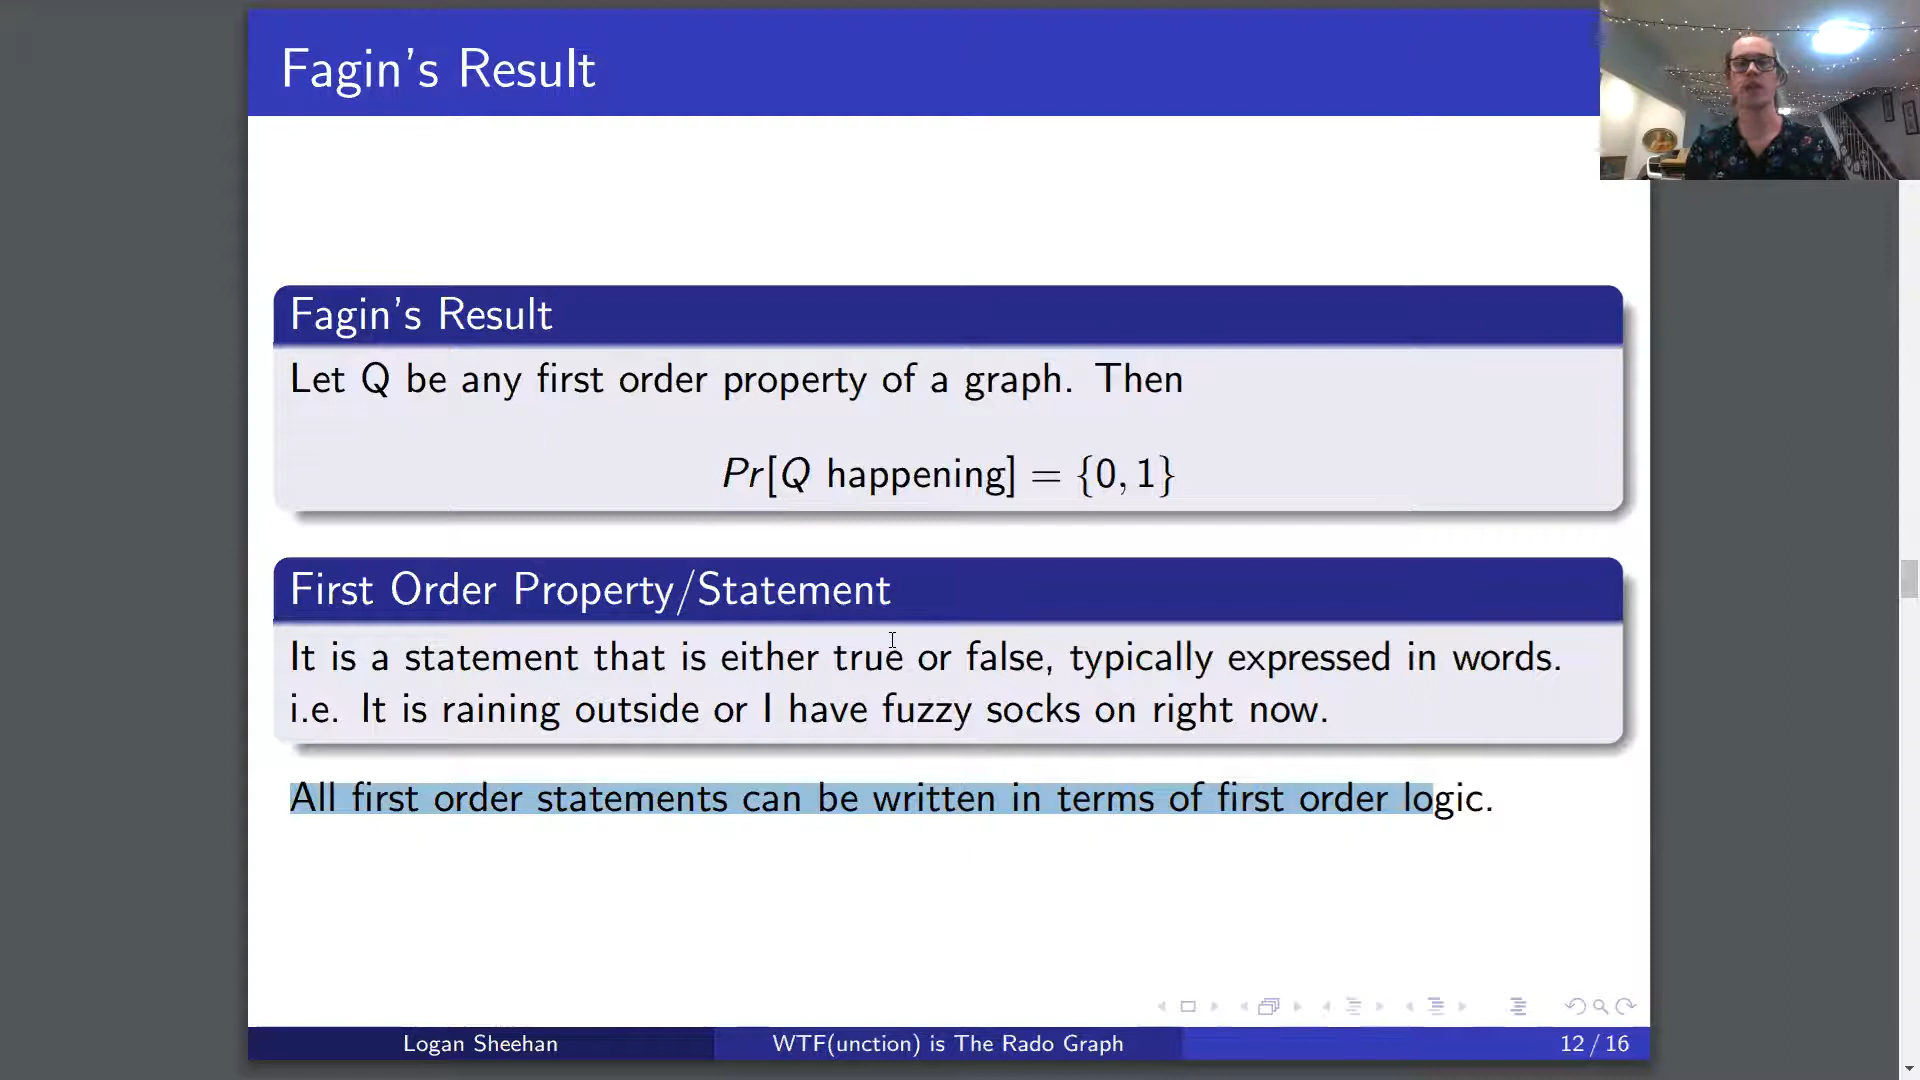 Fagin's Result
Fagin's Result
Let Q be any first order property of a graph. Then
Pr[Q happening] = {0, 1}
First Order Property/Statement
It is a statement that is either true or false, typically expressed in words.
i.e. It is raining outside or I have fuzzy socks on right now.
All first order statements can be written in terms of first order logic.
Logan Sheehan
WTF(unction) is The Rado Graph
12 / 16